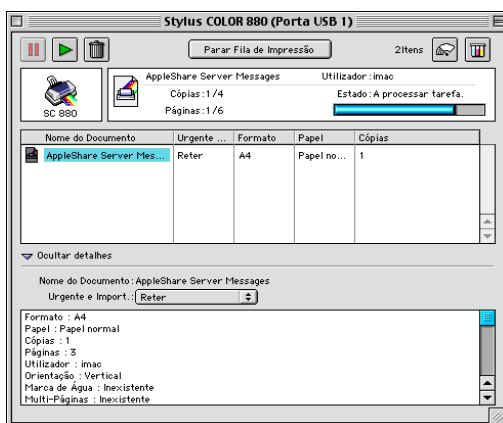 Stylus COLOR 880 (Porta USB 1)
Parar Fila de Impressão
2Itens
SC 880
AppleShare Server Messages
Utilizador : imac
Cópias : 1/4
Estado : A processar tarefa.
Páginas : 1/6
Nome do Documento Urgente ... Formato Papel Cópias
AppleShare Server Mes... Reter A4 Papel no... 1
Ocultar detalhes
Nome do Documento : AppleShare Server Messages
Urgente e Import. : Reter
Formato : A4
Papel : Papel normal
Cópias : 1
Páginas : 3
Utilizador : imac
Orientação : Vertical
Marca de Água : Inexistente
Multi-Páginas : Inexistente